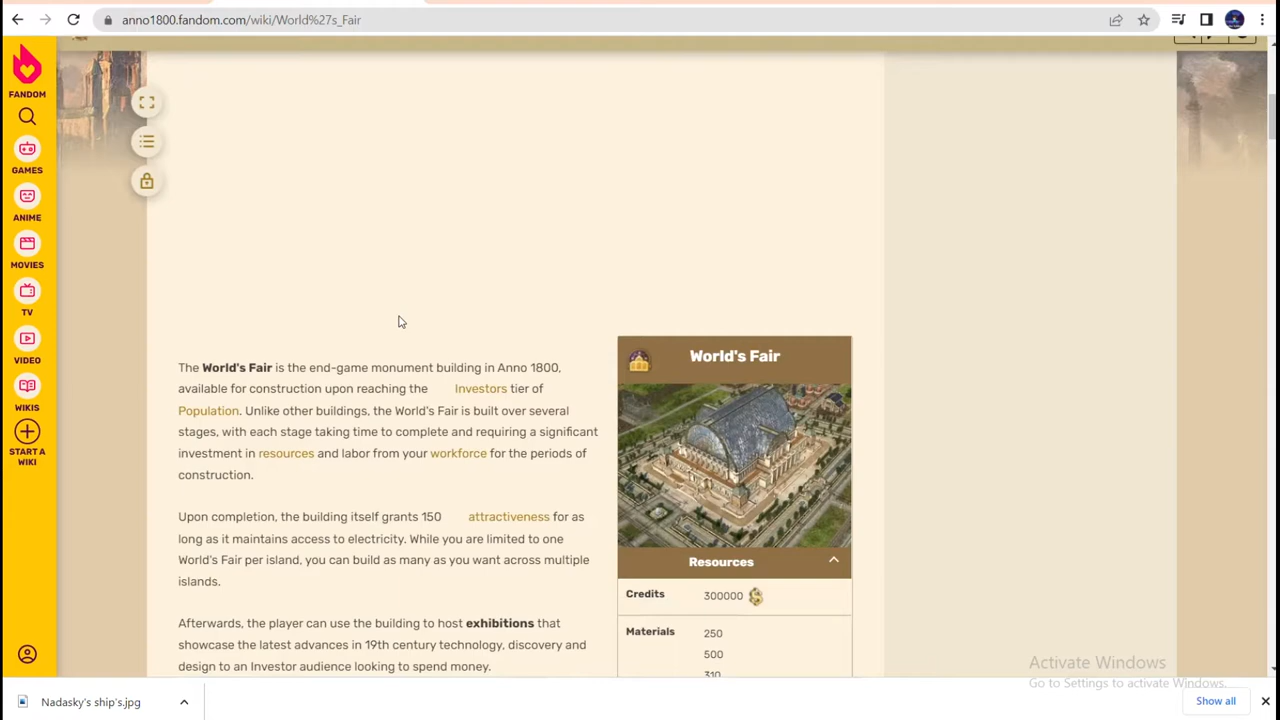 anno1800.fandom.com/wiki/World%27s_Fair
FANDOM
GAMES
ANIME
MOVIES
TV
VIDEO
WIKIS
START A
WIKI
The World's Fair is the end-game monument building in Anno 1800,
available for construction upon reaching the Investors tier of
Population. Unlike other buildings, the World's Fair is built over several
stages, with each stage taking time to complete and requiring a significant
investment in resources and labor from your workforce for the periods of
construction.
Upon completion, the building itself grants 150 attractiveness for as
long as it maintains access to electricity. While you are limited to one
World's Fair per island, you can build as many as you want across multiple
islands.
Afterwards, the player can use the building to host exhibitions that
showcase the latest advances in 19th century technology, discovery and
design to an Investor audience looking to spend money.
World's Fair
Resources
Credits 300000
Materials 250
500
310
Activate Windows
Go to Settings to activate Windows.
Nadasky's ship's.jpg
Show all